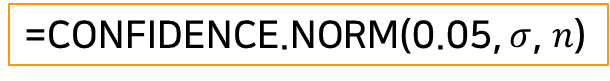 =CONFIDENCE.NORM(0.05, σ, n)